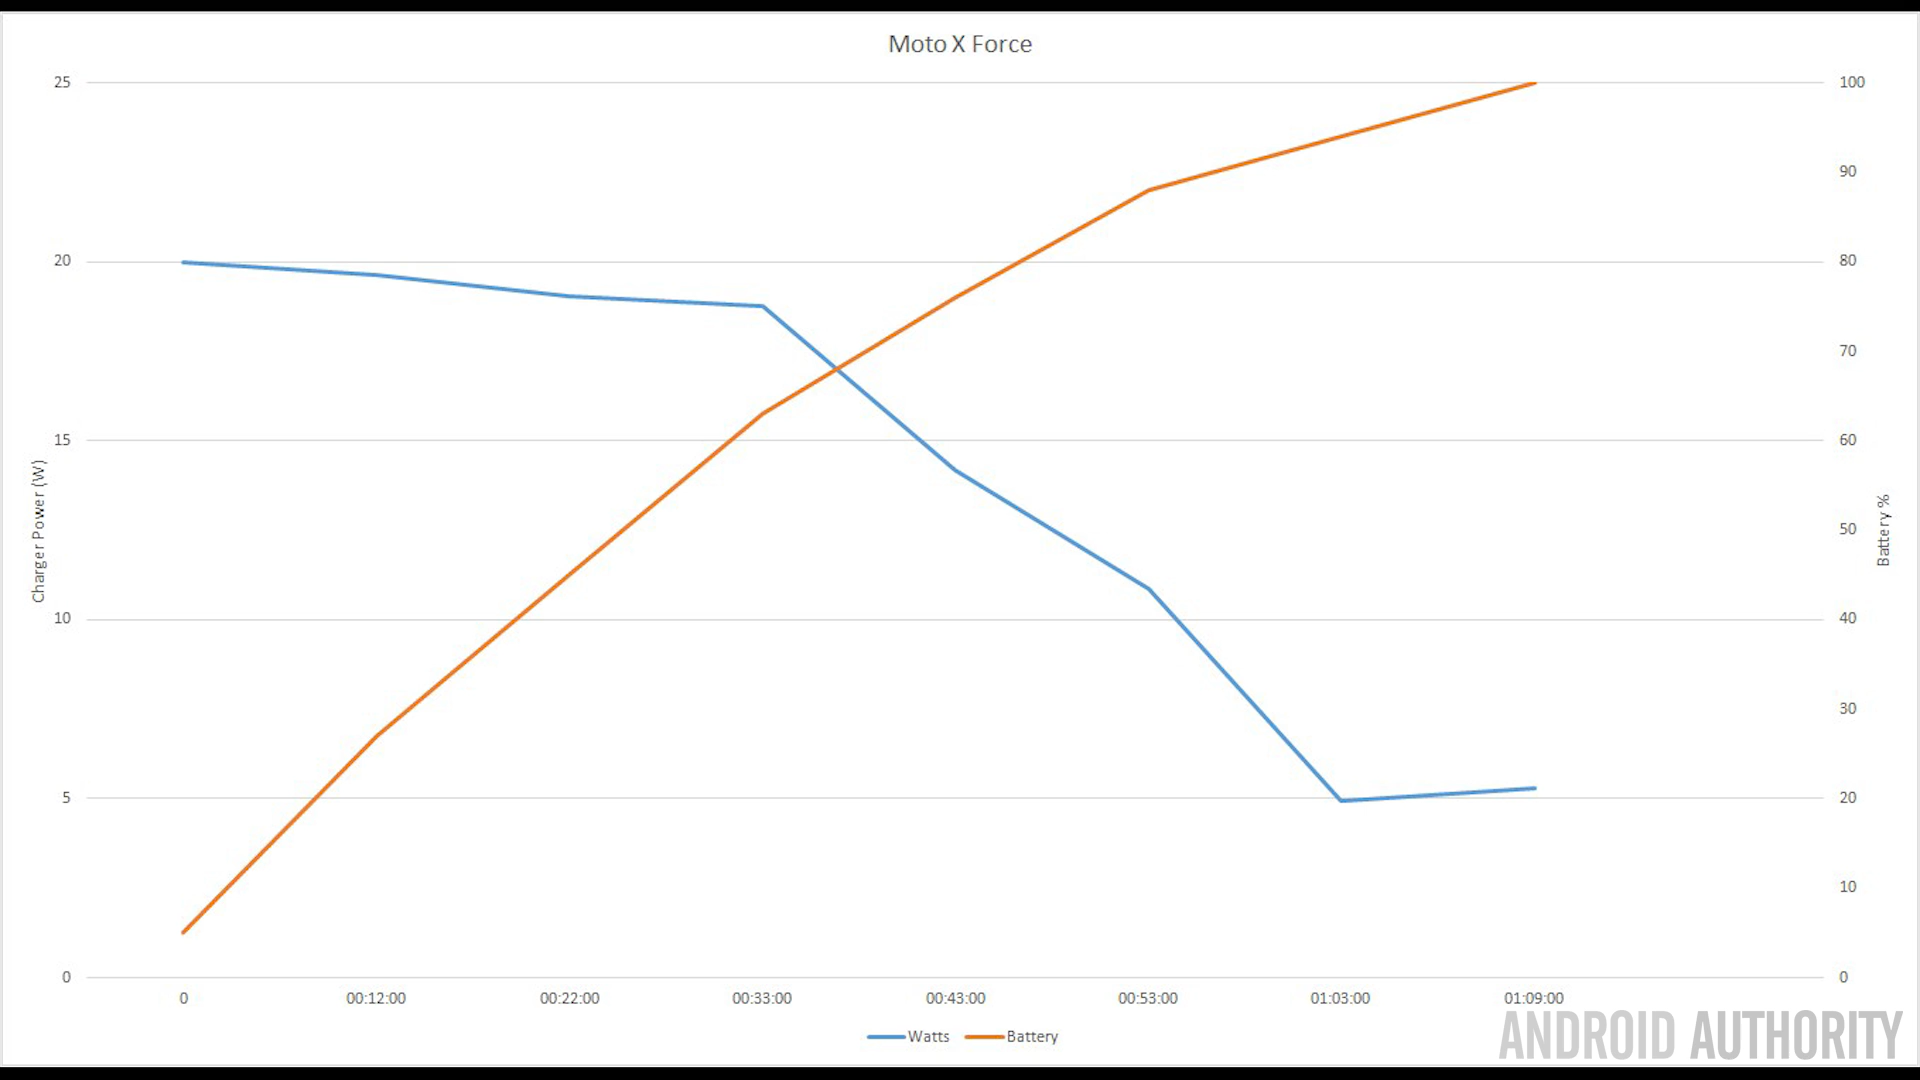 Moto X Force
25
20
15
10
5
0
Charger Power (W)
100
90
80
70
60
50
40
30
20
10
0
Battery %
0 00:12:00 00:22:00 00:33:00 00:43:00 00:53:00 01:03:00 01:09:00
Watts Battery
ANDROID AUTHORITY